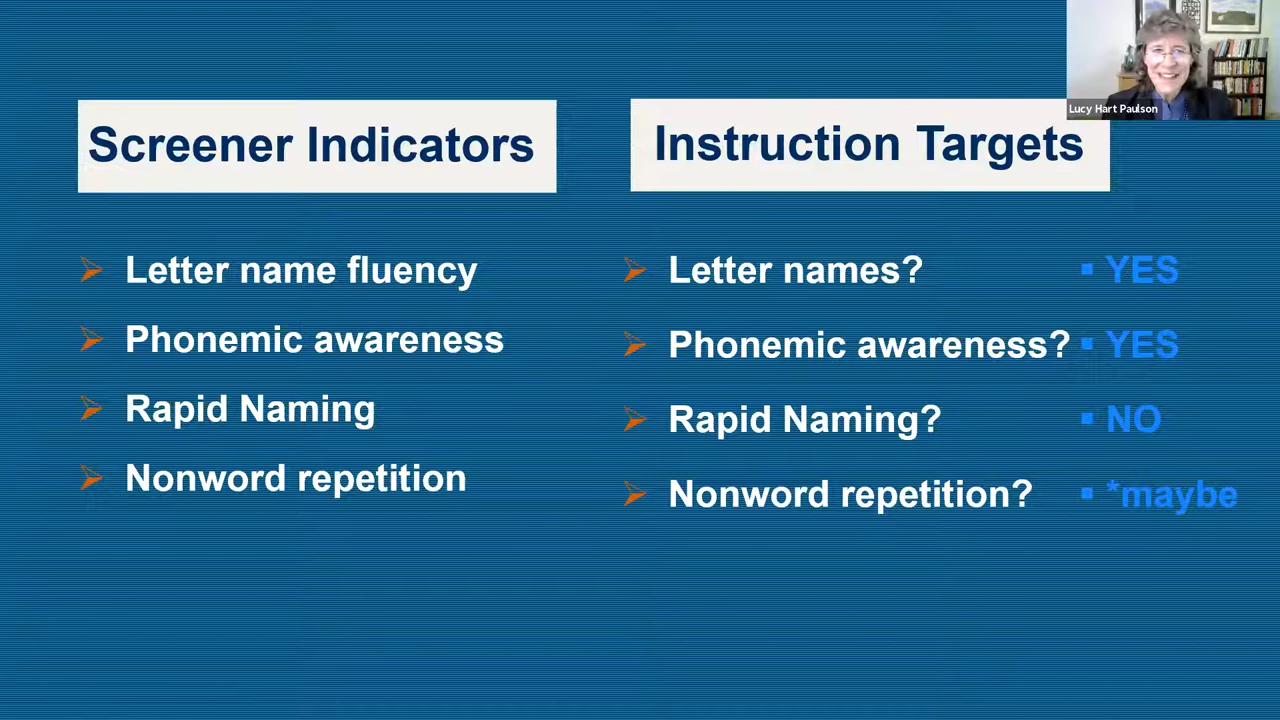 Lucy Hart Paulson
Screener Indicators
Letter name fluency
Phonemic awareness
Rapid Naming
Nonword repetition
Instruction Targets
Letter names? YES
Phonemic awareness? YES
Rapid Naming? NO
Nonword repetition? *maybe